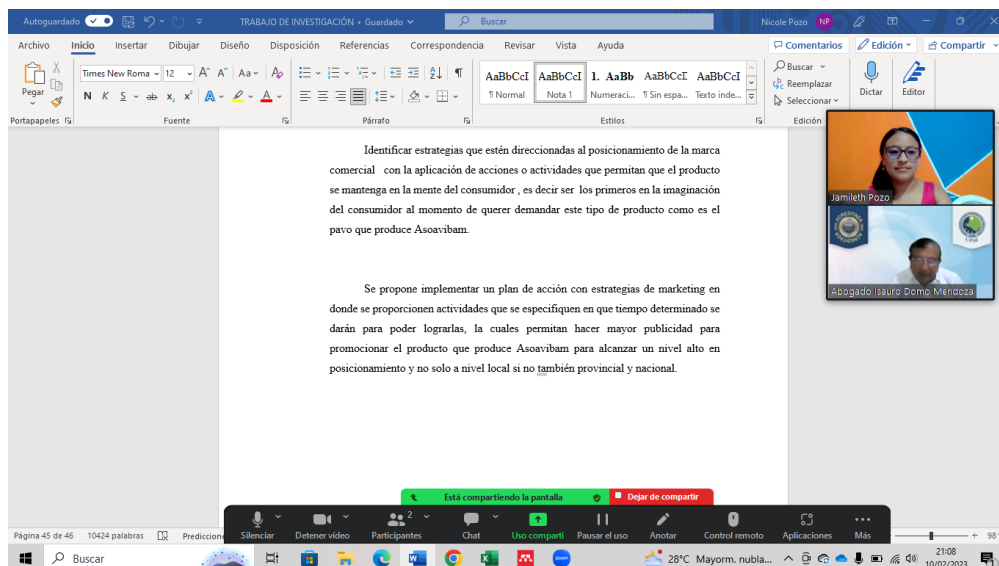 Autoguardado
TRABAJO DE INVESTIGACIÓN • Guardado
Buscar
Nicole Pozo NP
Archivo Inicio Insertar Dibujar Diseño Disposición Referencias Correspondencia Revisar Vista Ayuda
Comentarios Edición Compartir
Pegar
Times New Roma 12
N K S ab x, x²
AaBbCcI AaBbCcI 1. AaBb AaBbCcI AaBbCcI
¶ Normal Nota 1 Numeraci... ¶ Sin espa... Texto inde...
Buscar
Reemplazar
Seleccionar
Dictar
Editor
Portapapeles Fuente Párrafo Estilos Edición
Identificar estrategias que estén direccionadas al posicionamiento de la marca
comercial con la aplicación de acciones o actividades que permitan que el producto
se mantenga en la mente del consumidor , es decir ser los primeros en la imaginación
del consumidor al momento de querer demandar este tipo de producto como es el
pavo que produce Asoavibam.
Se propone implementar un plan de acción con estrategias de marketing en
donde se proporcionen actividades que se especifiquen en que tiempo determinado se
darán para poder lograrlas, la cuales permitan hacer mayor publicidad para
promocionar el producto que produce Asoavibam para alcanzar un nivel alto en
posicionamiento y no solo a nivel local si no también provincial y nacional.
Jamileth Pozo
Abogado Isauro Domo Mendoza
Está compartiendo la pantalla
Dejar de compartir
Silenciar Detener vídeo Participantes 2 Chat Uso comparti Pausar el uso Anotar Control remoto Aplicaciones Más
Página 45 de 46 10424 palabras Prediccion
98
Buscar
28°C Mayorm. nubla...
21:08
10/02/2023